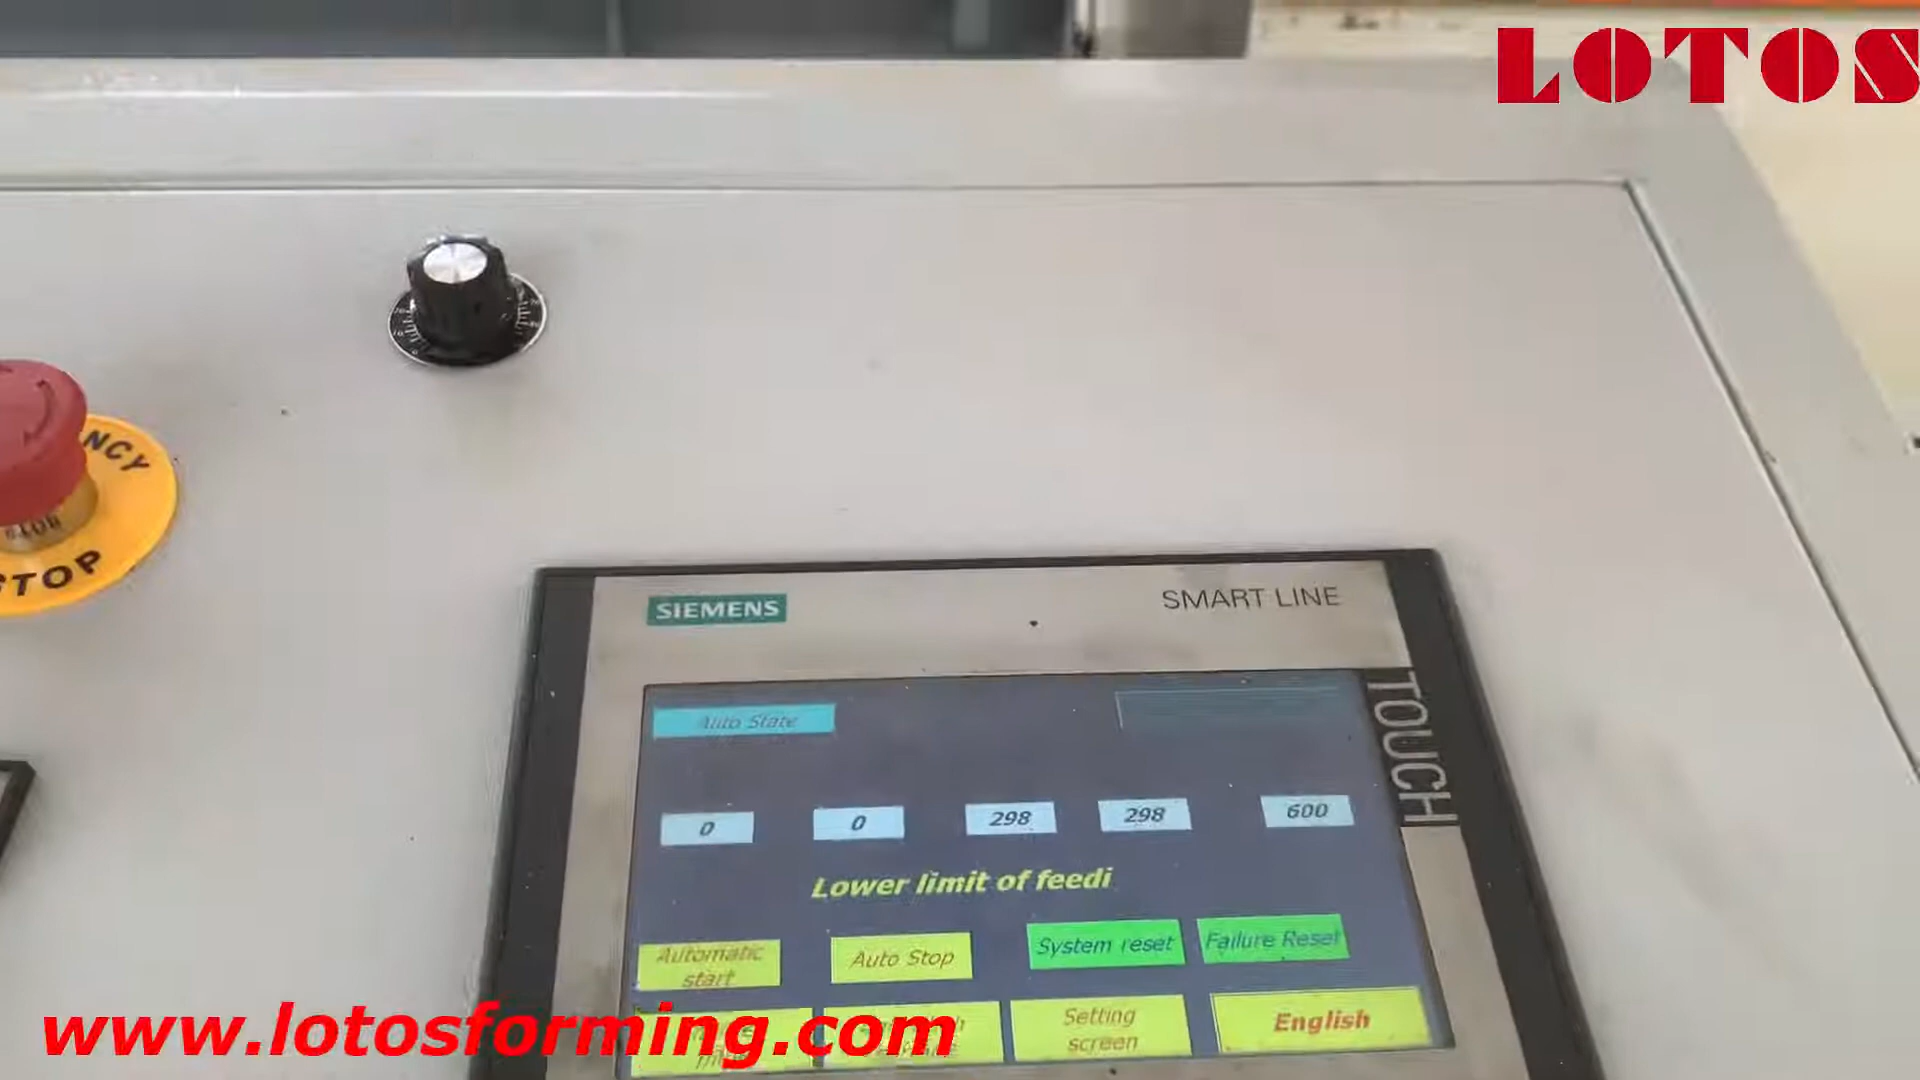 LOTOS
NCY
STOP
SIEMENS
SMART LINE
TOUCH
Auto State
0
0
298
298
600
Lower limit of feedi
Automatic
start
Auto Stop
System reset
Failure Reset
Setting
screen
English
www.lotosforming.com